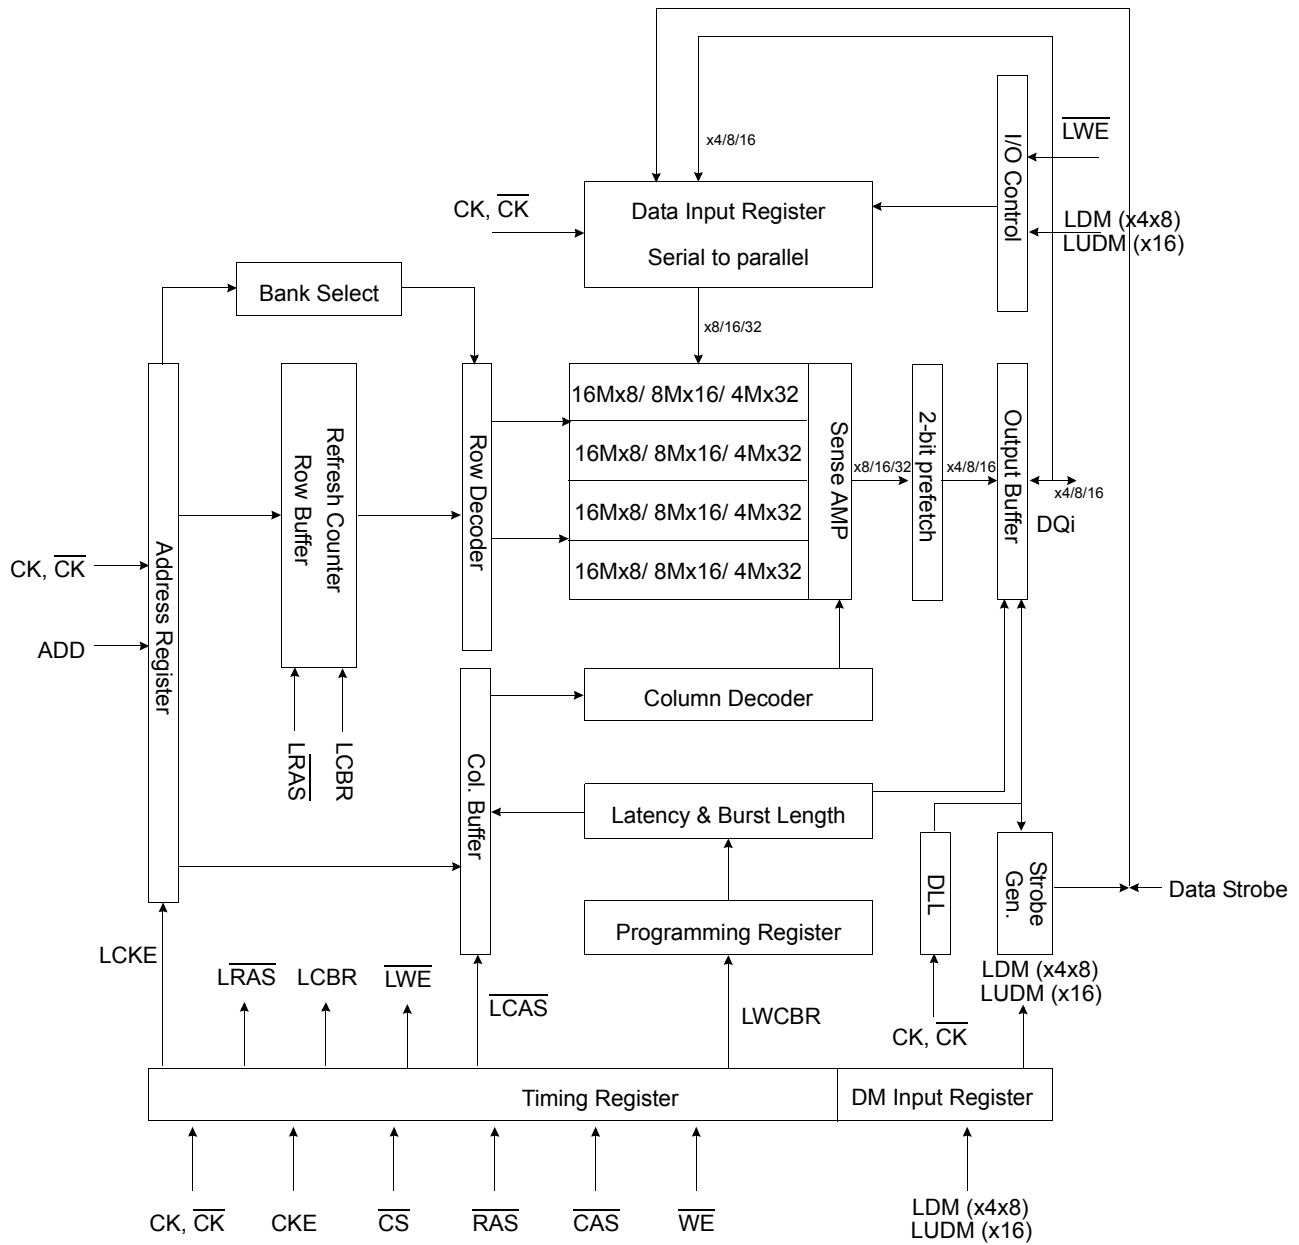 x4/8/16
LWE
I/O Control
CK, CK
Data Input Register
Serial to parallel
LDM (x4x8)
LUDM (x16)
Bank Select
x8/16/32
16Mx8/ 8Mx16/ 4Mx32
16Mx8/ 8Mx16/ 4Mx32
16Mx8/ 8Mx16/ 4Mx32
16Mx8/ 8Mx16/ 4Mx32
Refresh Counter
Row Buffer
Row Decoder
Sense AMP
x8/16/32
2-bit prefetch
x4/8/16
Output Buffer
x4/8/16
DQi
Address Register
CK, CK
ADD
LRAS
LCBR
Col. Buffer
Column Decoder
Latency & Burst Length
Programming Register
DLL
Strobe
Gen.
Data Strobe
LCKE
LRAS
LCBR
LWE
LCAS
LWCBR
CK, CK
LDM (x4x8)
LUDM (x16)
Timing Register
DM Input Register
CK, CK
CKE
CS
RAS
CAS
WE
LDM (x4x8)
LUDM (x16)